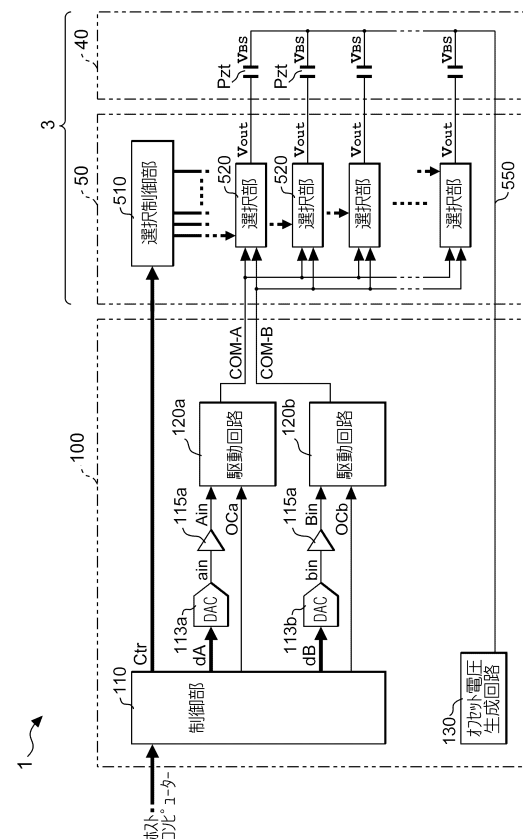 1
3
100
50
40
ホスト
コンピューター
110
制御部
Ctr
510
選択制御部
dA
113a
DAC
ain
115a
Ain
OCa
120a
駆動回路
COM-A
COM-B
dB
113b
DAC
bin
115a
Bin
OCb
120b
駆動回路
520
選択部
Vout
Pzt
VBS
520
選択部
Vout
Pzt
VBS
選択部
Vout
VBS
選択部
Vout
VBS
550
130
オフセット電圧
生成回路